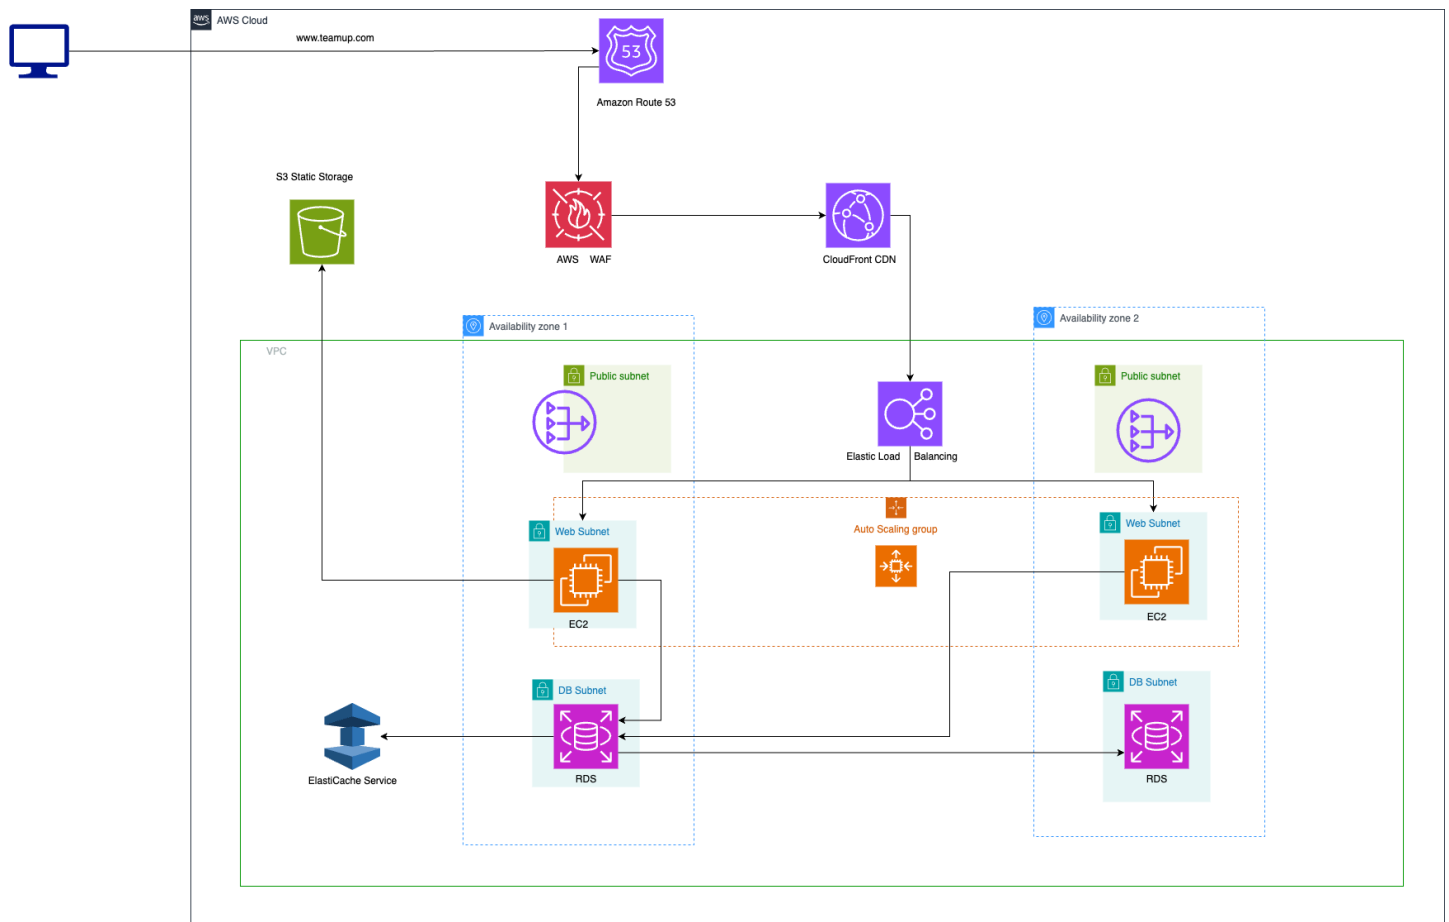 aws
AWS Cloud
www.teamup.com
53
Amazon Route 53
S3 Static Storage
AWS WAF
CloudFront CDN
Availability zone 1
Availability zone 2
VPC
Public subnet
Public subnet
Elastic Load Balancing
Auto Scaling group
Web Subnet
Web Subnet
EC2
EC2
DB Subnet
DB Subnet
RDS
RDS
ElastiCache Service